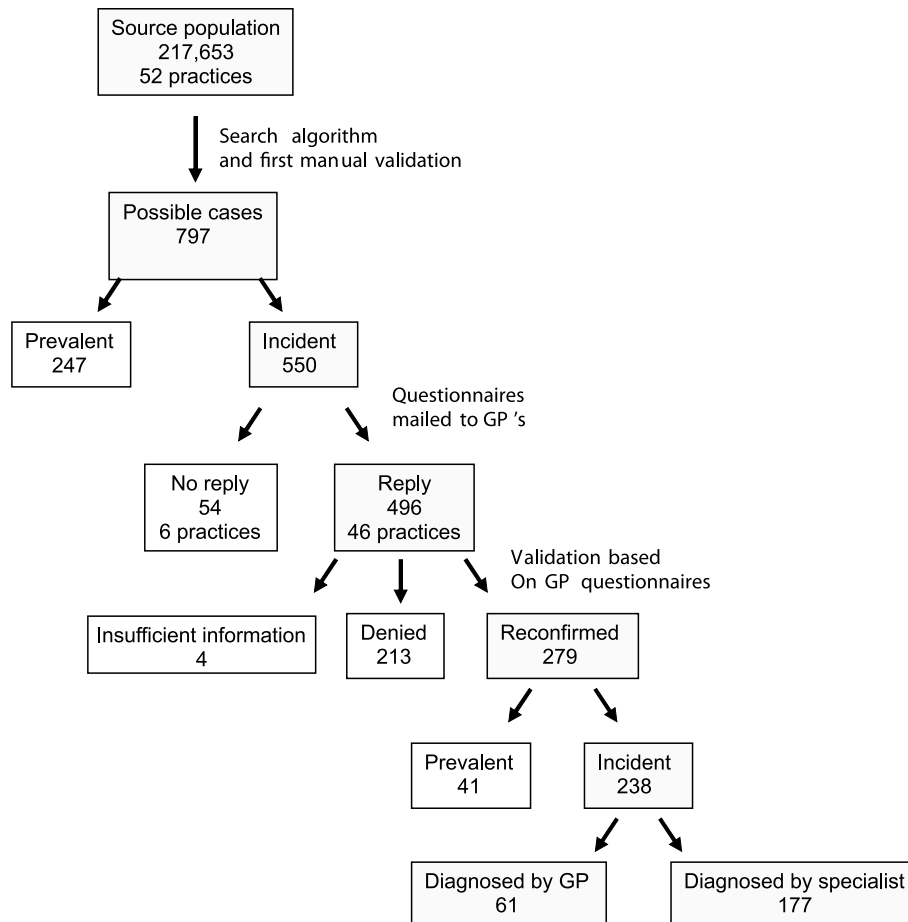 Source population
217,653
52 practices
Search algorithm
and first manual validation
Possible cases
797
Prevalent
247
Incident
550
Questionnaires
mailed to GP 's
No reply
54
6 practices
Reply
496
46 practices
Validation based
On GP questionnaires
Insufficient information
4
Denied
213
Reconfirmed
279
Prevalent
41
Incident
238
Diagnosed by GP
61
Diagnosed by specialist
177